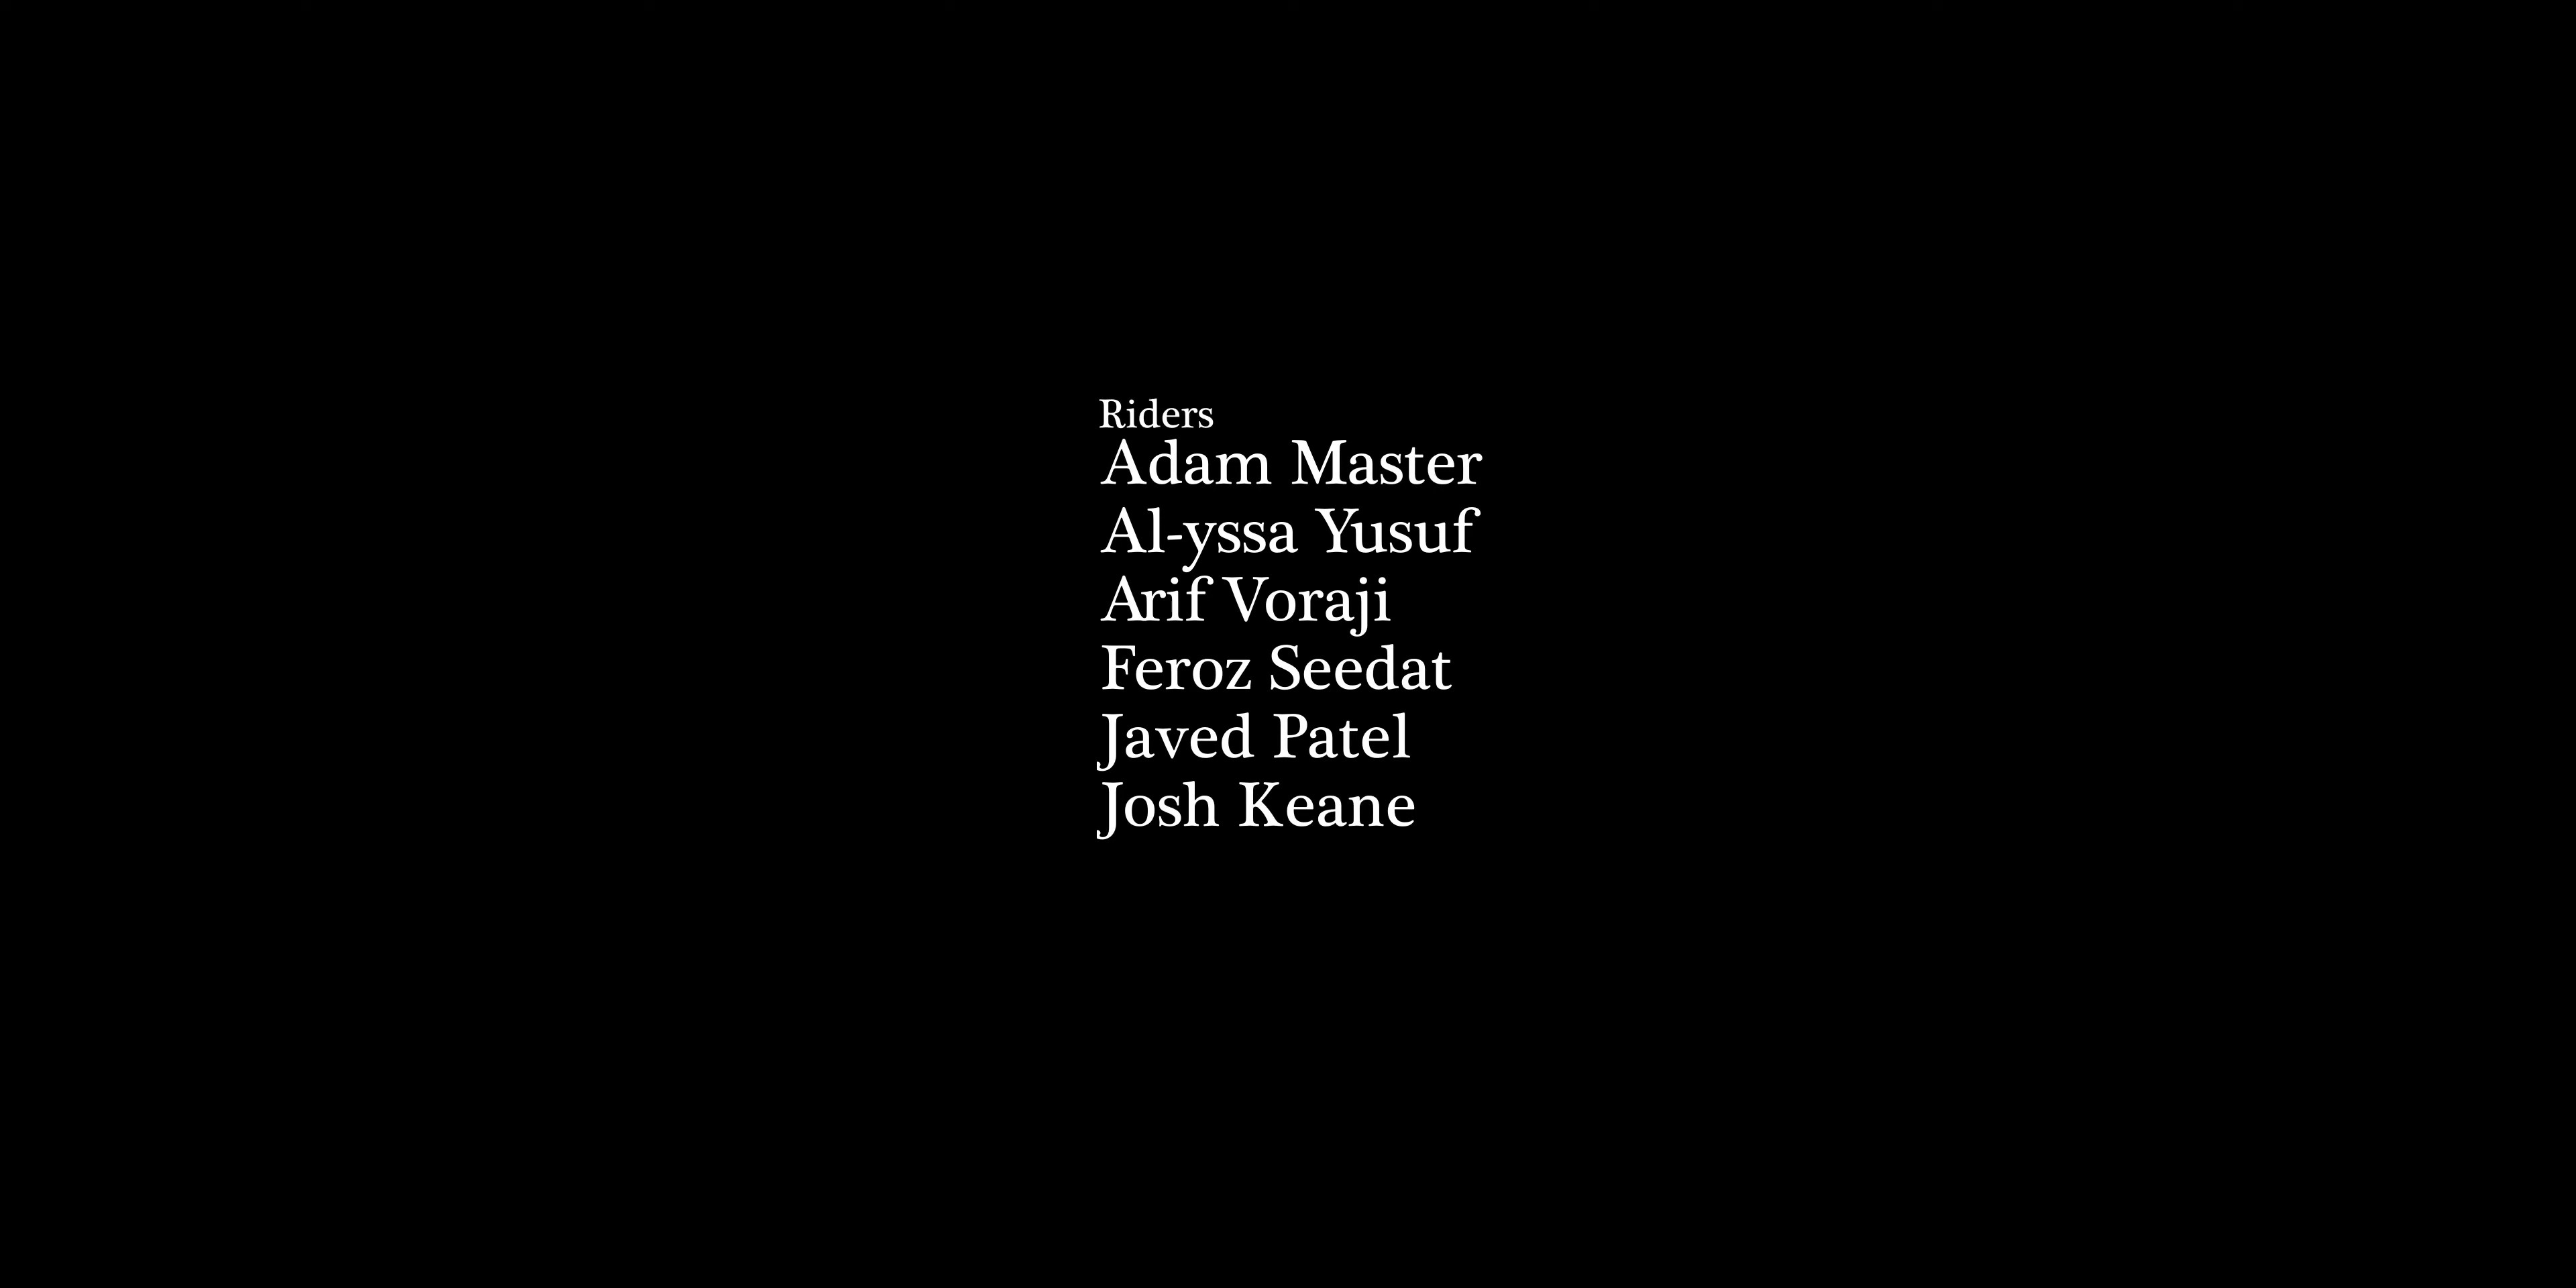 Riders
Adam Master
Al-yssa Yusuf
Arif Voraji
Feroz Seedat
Javed Patel
Josh Keane